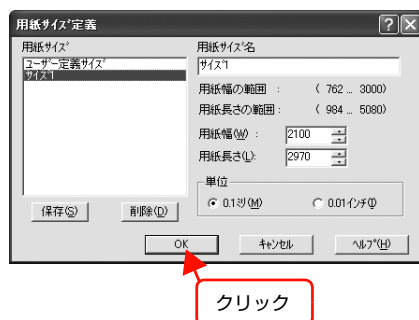 用紙サイズ定義
用紙サイズ
ユーザー定義サイズ
サイズ1
保存(S)
削除(D)
用紙サイズ名
サイズ1
用紙幅の範囲 : ( 762 ... 3000)
用紙長さの範囲 : ( 984 ... 5080)
用紙幅(W) : 2100
用紙長さ(L): 2970
単位
0.1ミリ(M) 0.01インチ(I)
OK キャンセル ヘルプ(H)
クリック